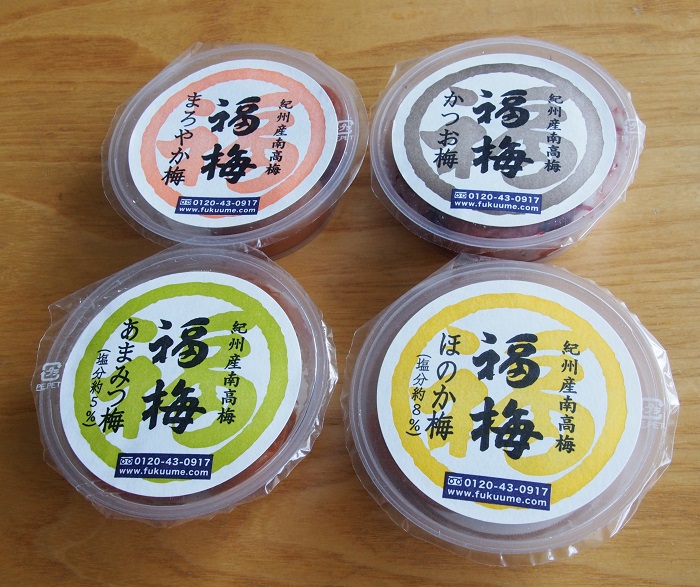 紀州産南高梅
福梅
まろやか梅
0120-43-0917
www.fukuume.com
紀州産南高梅
福梅
かつお梅
0120-43-0917
www.fukuume.com
紀州産南高梅
福梅
あまみつ梅
(塩分約5%)
0120-43-0917
www.fukuume.com
紀州産南高梅
福梅
ほのか梅
(塩分約8%)
0120-43-0917
www.fukuume.com